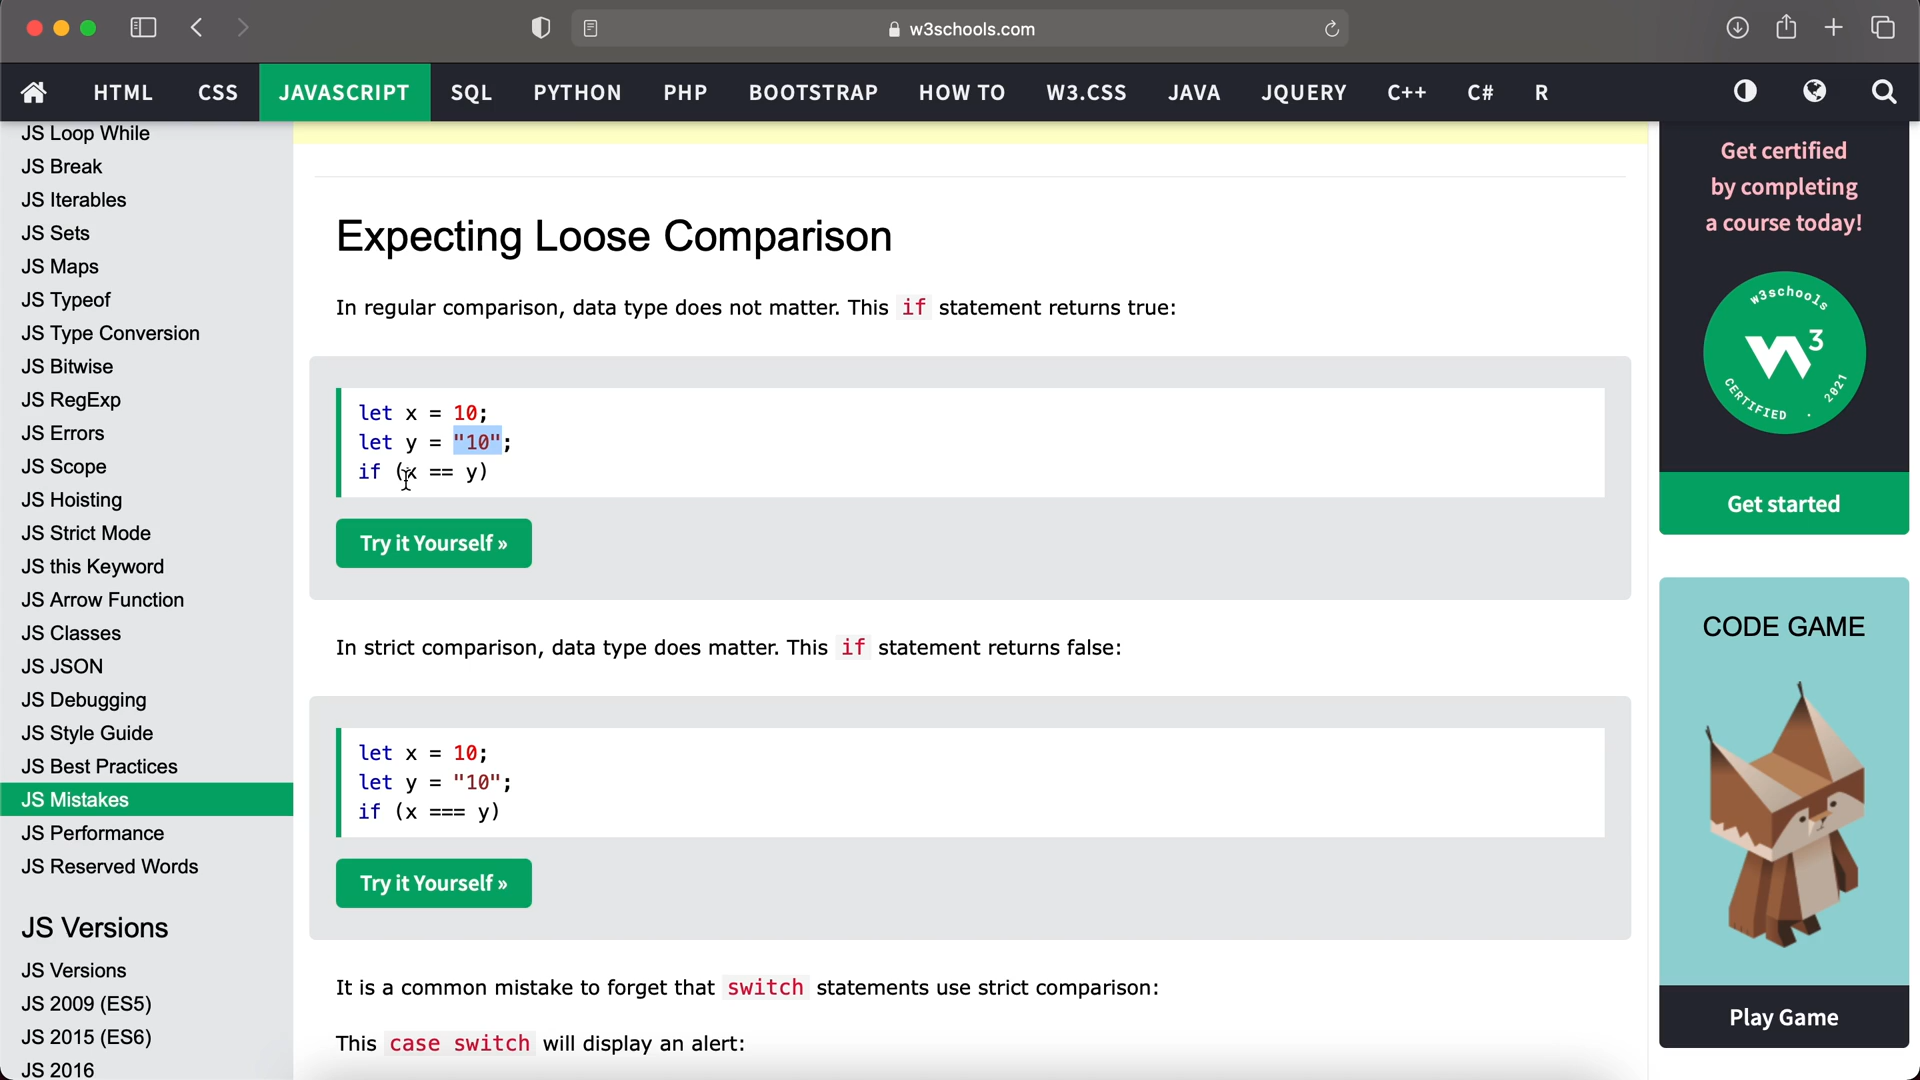 w3schools.com
HTML CSS JAVASCRIPT SQL PYTHON PHP BOOTSTRAP HOW TO W3.CSS JAVA JQUERY C++ C# R
JS Loop While
JS Break
JS Iterables
JS Sets
JS Maps
JS Typeof
JS Type Conversion
JS Bitwise
JS RegExp
JS Errors
JS Scope
JS Hoisting
JS Strict Mode
JS this Keyword
JS Arrow Function
JS Classes
JS JSON
JS Debugging
JS Style Guide
JS Best Practices
JS Mistakes
JS Performance
JS Reserved Words
JS Versions
JS Versions
JS 2009 (ES5)
JS 2015 (ES6)
JS 2016
Expecting Loose Comparison
In regular comparison, data type does not matter. This if statement returns true:
let x = 10;
let y = "10";
if (x == y)
Try it Yourself »
In strict comparison, data type does matter. This if statement returns false:
let x = 10;
let y = "10";
if (x === y)
Try it Yourself »
It is a common mistake to forget that switch statements use strict comparison:
This case switch will display an alert:
Get certified
by completing
a course today!
w3schools
W3
CERTIFIED · 2021
Get started
CODE GAME
Play Game